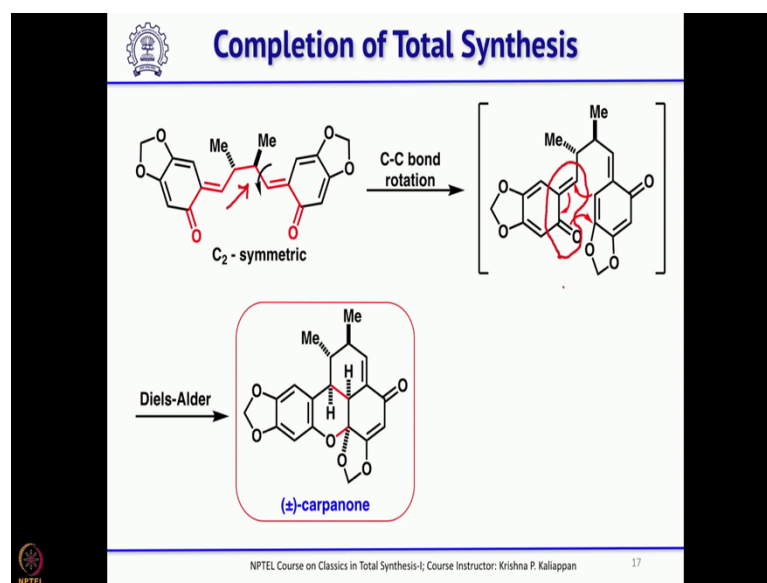 Completion of Total Synthesis
O
O
Me
Me
O
O
O
O
C2 - symmetric
C-C bond
rotation
Me
Me
O
O
O
O
O
O
Diels-Alder
Me
Me
H
H
O
O
O
O
O
O
(±)-carpanone
NPTEL Course on Classics in Total Synthesis-I; Course Instructor: Krishna P. Kaliappan
17
NPTEL